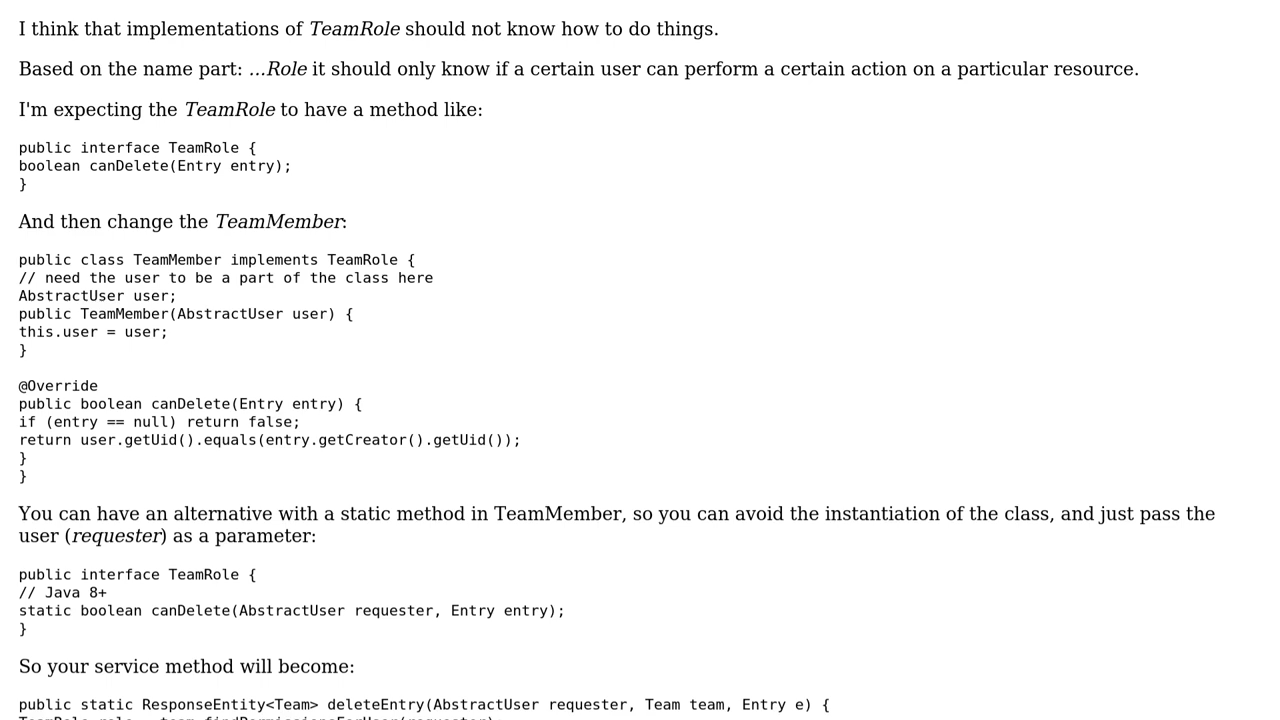 I think that implementations of TeamRole should not know how to do things.
Based on the name part: ...Role it should only know if a certain user can perform a certain action on a particular resource.
I'm expecting the TeamRole to have a method like:
public interface TeamRole {
boolean canDelete(Entry entry);
}
And then change the TeamMember:
public class TeamMember implements TeamRole {
// need the user to be a part of the class here
AbstractUser user;
public TeamMember(AbstractUser user) {
this.user = user;
}
@Override
public boolean canDelete(Entry entry) {
if (entry == null) return false;
return user.getUid().equals(entry.getCreator().getUid());
}
}
You can have an alternative with a static method in TeamMember, so you can avoid the instantiation of the class, and just pass the
user (requester) as a parameter:
public interface TeamRole {
// Java 8+
static boolean canDelete(AbstractUser requester, Entry entry);
}
So your service method will become:
public static ResponseEntity<Team> deleteEntry(AbstractUser requester, Team team, Entry e) {
TeamRole role = team.findPermissionsForUser(requester);